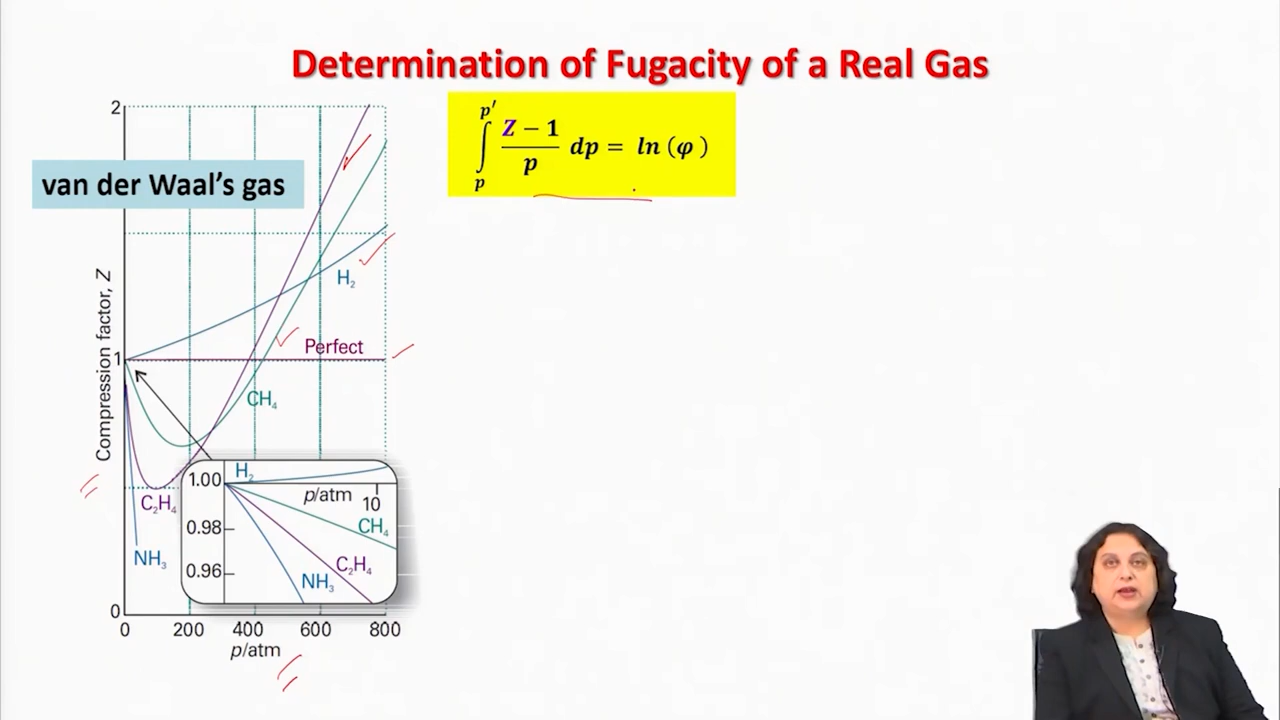 Determination of Fugacity of a Real Gas
van der Waal’s gas
p'
∫ Z − 1 / p dp = ln (φ)
p
Compression factor, Z
2
1
0
H₂
Perfect
CH₄
C₂H₄
NH₃
1.00
0.98
0.96
H₂
p/atm
10
CH₄
C₂H₄
NH₃
0 200 400 600 800
p/atm